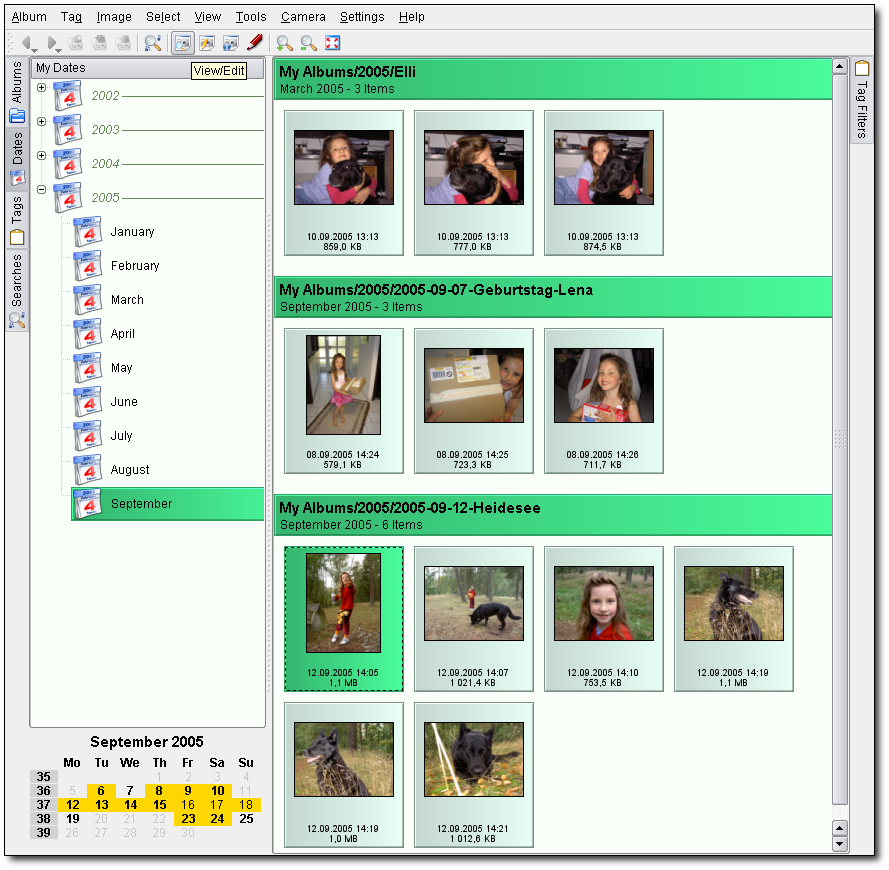 Album Tag Image Select View Tools Camera Settings Help
View/Edit
Albums
Dates
Tags
Searches
My Dates
2002
2003
2004
2005
January
February
March
April
May
June
July
August
September
September 2005
Mo Tu We Th Fr Sa Su
35 1 2 3 4
36 5 6 7 8 9 10 11
37 12 13 14 15 16 17 18
38 19 20 21 22 23 24 25
39 26 27 28 29 30
My Albums/2005/Elli
March 2005 - 3 Items
10.09.2005 13:13 10.09.2005 13:13 10.09.2005 13:13
859,0 KB 777,0 KB 874,5 KB
My Albums/2005/2005-09-07-Geburtstag-Lena
September 2005 - 3 Items
08.09.2005 14:24 08.09.2005 14:25 08.09.2005 14:26
579,1 KB 723,3 KB 711,7 KB
My Albums/2005/2005-09-12-Heidesee
September 2005 - 6 Items
12.09.2005 14:05 12.09.2005 14:07 12.09.2005 14:10 12.09.2005 14:19
1,1 MB 1 021,4 KB 753,5 KB 1,1 MB
12.09.2005 14:19 12.09.2005 14:21
1,0 MB 1 012,6 KB
Tag Filters